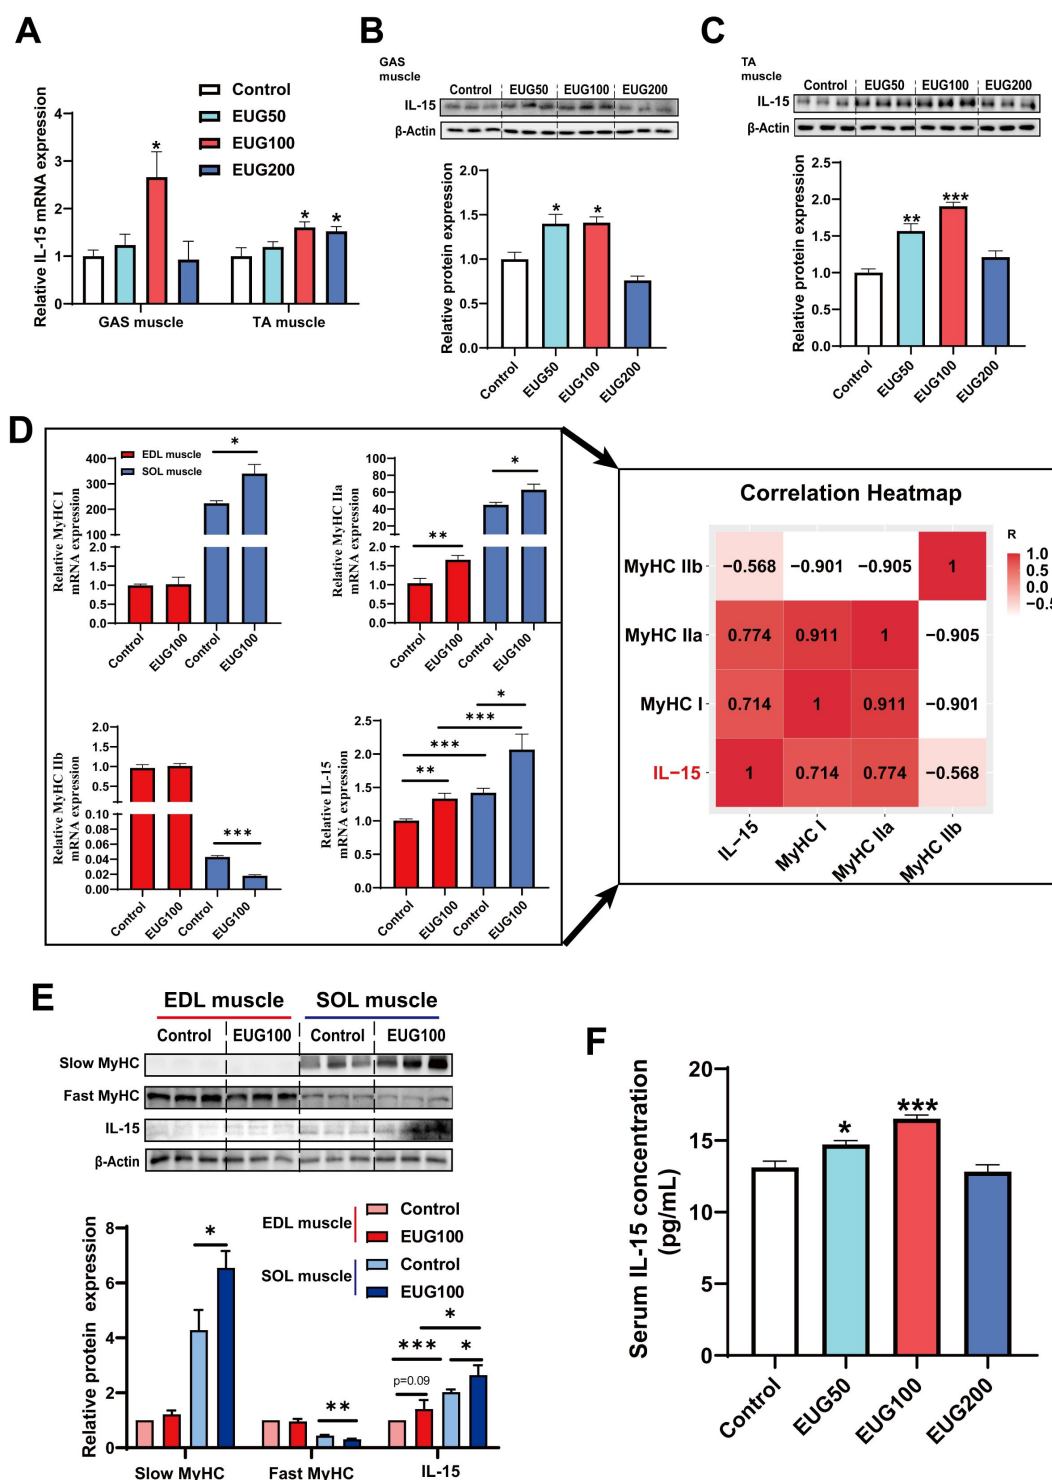 A
Control
EUG50
EUG100
EUG200
Relative IL-15 mRNA expression
4
3
2
1
0
*
* *
GAS muscle TA muscle
B
GAS
muscle
Control EUG50 EUG100 EUG200
IL-15
β-Actin
Relative protein expression
2.0
1.5
1.0
0.5
0.0
* *
Control EUG50 EUG100 EUG200
C
TA
muscle
Control EUG50 EUG100 EUG200
IL-15
β-Actin
Relative protein expression
2.5
2.0
1.5
1.0
0.5
0.0
** ***
Control EUG50 EUG100 EUG200
D
EDL muscle
SOL muscle
Relative MyHC I
mRNA expression
400
300
200
100
2.0
1.5
1.0
0.5
0.0
*
Control EUG100 Control EUG100
Relative MyHC IIa
mRNA expression
100
80
60
40
20
2.0
1.5
1.0
0.5
0.0
** *
Control EUG100 Control EUG100
Relative MyHC IIb
mRNA expression
2.0
1.5
1.0
0.5
0.10
0.08
0.06
0.04
0.02
0.00
***
Control EUG100 Control EUG100
Relative IL-15
mRNA expression
2.5
2.0
1.5
1.0
0.5
0.0
*
***
***
**
Control EUG100 Control EUG100
Correlation Heatmap
MyHC IIb −0.568 −0.901 −0.905 1
MyHC IIa 0.774 0.911 1 −0.905
MyHC I 0.714 1 0.911 −0.901
IL−15 1 0.714 0.774 −0.568
IL−15 MyHC I MyHC IIa MyHC IIb
R
1.0
0.5
0.0
−0.5
E
EDL muscle SOL muscle
Control EUG100 Control EUG100
Slow MyHC
Fast MyHC
IL-15
β-Actin
EDL muscle
Control
EUG100
SOL muscle
Control
EUG100
Relative protein expression
8
6
4
2
0
*
**
*
*** *
p=0.09
Slow MyHC Fast MyHC IL-15
F
Serum IL-15 concentration
(pg/mL)
20
15
10
5
0
* ***
Control EUG50 EUG100 EUG200